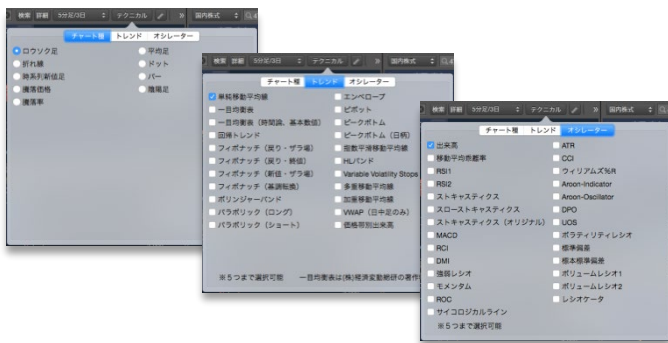 検索 詳細 5分足/3日 テクニカル » 国内株式
チャート種 トレンド オシレーター
ロウソク足 平均足
折れ線 ドット
時系列新値足 バー
騰落価格 陰陽足
騰落率
検索 詳細 5分足/3日 テクニカル » 国内株式
チャート種 トレンド オシレーター
単純移動平均線 エンベロープ
一目均衡表 ピボット
一目均衡表（時間論、基本数値） ピークボトム
回帰トレンド ピークボトム（日柄）
フィボナッチ（戻り・ザラ場） 指数平滑移動平均線
フィボナッチ（戻り・終値） HLバンド
フィボナッチ（新値・ザラ場） Variable Volatility Stops
フィボナッチ（基調転換） 多重移動平均線
ボリンジャーバンド 加重移動平均線
パラボリック（ロング） VWAP（日中足のみ）
パラボリック（ショート） 価格帯別出来高
※５つまで選択可能 一目均衡表は(株)経済変動総研の著作
検索 詳細 5分足/3日 テクニカル » 国内株式
チャート種 トレンド オシレーター
出来高 ATR
移動平均乖離率 CCI
RSI1 ウィリアムズ%R
RSI2 Aroon-Indicator
ストキャスティクス Aroon-Oscillator
スローストキャスティクス DPO
ストキャスティクス（オリジナル） UOS
MACD ボラティリティレシオ
RCI 標準偏差
DMI 標本標準偏差
強弱レシオ ボリュームレシオ1
モメンタム ボリュームレシオ2
ROC レシオケータ
サイコロジカルライン
※５つまで選択可能